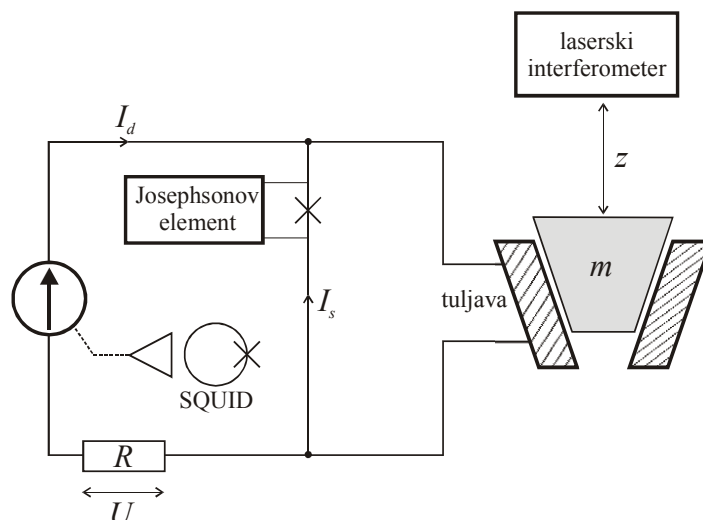 laserski
interferometer
I_d
z
Josephsonov
element
m
I_s
tuljava
SQUID
R
U